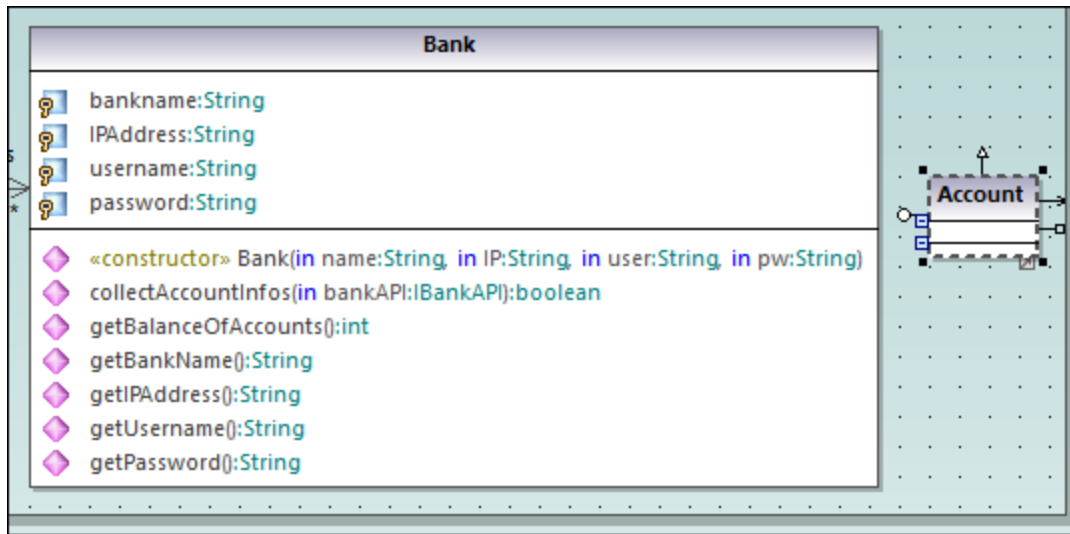 Bank
bankname:String
IPAddress:String
username:String
password:String
*
«constructor» Bank(in name:String, in IP:String, in user:String, in pw:String)
collectAccountInfos(in bankAPI:IBankAPI):boolean
getBalanceOfAccounts():int
getBankName():String
getIPAddress():String
getUsername():String
getPassword():String
Account